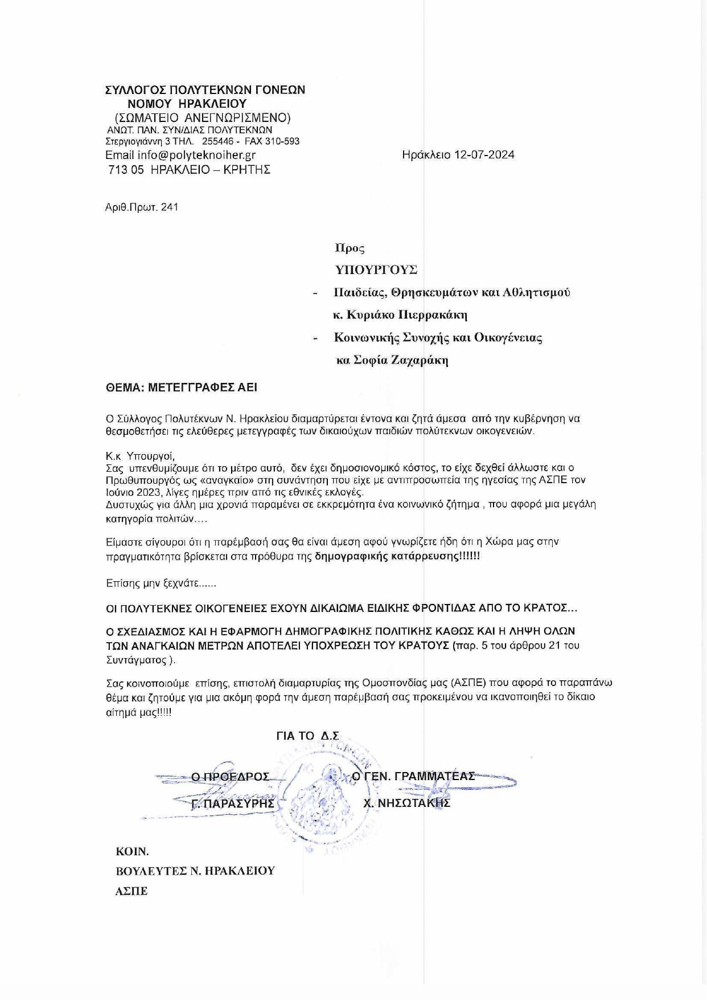 ΣΥΛΛΟΓΟΣ ΠΟΛΥΤΕΚΝΩΝ ΓΟΝΕΩΝ
ΝΟΜΟΥ ΗΡΑΚΛΕΙΟΥ
(ΣΩΜΑΤΕΙΟ ΑΝΕΓΝΩΡΙΣΜΕΝΟ)
ΑΝΩΤ. ΠΑΝ. ΣΥΝ/ΔΙΑΣ ΠΟΛΥΤΕΚΝΩΝ
Στεργιογιάννη 3 ΤΗΛ. 255446 - FAX 310-593
Email info@polyteknoiher.gr Ηράκλειο 12-07-2024
713 05 ΗΡΑΚΛΕΙΟ – ΚΡΗΤΗΣ
Αριθ.Πρωτ. 241
Προς
ΥΠΟΥΡΓΟΥΣ
- Παιδείας, Θρησκευμάτων και Αθλητισμού
κ. Κυριάκο Πιερρακάκη
- Κοινωνικής Συνοχής και Οικογένειας
κα Σοφία Ζαχαράκη
ΘΕΜΑ: ΜΕΤΕΓΓΡΑΦΕΣ ΑΕΙ
Ο Σύλλογος Πολυτέκνων Ν. Ηρακλείου διαμαρτύρεται έντονα και ζητά άμεσα από την κυβέρνηση να
θεσμοθετήσει τις ελεύθερες μετεγγραφές των δικαιούχων παιδιών πολύτεκνων οικογενειών.
Κ.κ Υπουργοί,
Σας υπενθυμίζουμε ότι το μέτρο αυτό, δεν έχει δημοσιονομικό κόστος, το είχε δεχθεί άλλωστε και ο
Πρωθυπουργός ως «αναγκαίο» στη συνάντηση που είχε με αντιπροσωπεία της ηγεσίας της ΑΣΠΕ τον
Ιούνιο 2023, λίγες ημέρες πριν από τις εθνικές εκλογές.
Δυστυχώς για άλλη μια χρονιά παραμένει σε εκκρεμότητα ένα κοινωνικό ζήτημα , που αφορά μια μεγάλη
κατηγορία πολιτών....
Είμαστε σίγουροι ότι η παρέμβασή σας θα είναι άμεση αφού γνωρίζετε ήδη ότι η Χώρα μας στην
πραγματικότητα βρίσκεται στα πρόθυρα της δημογραφικής κατάρρευσης!!!!!!
Επίσης μην ξεχνάτε......
ΟΙ ΠΟΛΥΤΕΚΝΕΣ ΟΙΚΟΓΕΝΕΙΕΣ ΕΧΟΥΝ ΔΙΚΑΙΩΜΑ ΕΙΔΙΚΗΣ ΦΡΟΝΤΙΔΑΣ ΑΠΟ ΤΟ ΚΡΑΤΟΣ...
Ο ΣΧΕΔΙΑΣΜΟΣ ΚΑΙ Η ΕΦΑΡΜΟΓΗ ΔΗΜΟΓΡΑΦΙΚΗΣ ΠΟΛΙΤΙΚΗΣ ΚΑΘΩΣ ΚΑΙ Η ΛΗΨΗ ΟΛΩΝ
ΤΩΝ ΑΝΑΓΚΑΙΩΝ ΜΕΤΡΩΝ ΑΠΟΤΕΛΕΙ ΥΠΟΧΡΕΩΣΗ ΤΟΥ ΚΡΑΤΟΥΣ (παρ. 5 του άρθρου 21 του
Συντάγματος ).
Σας κοινοποιούμε επίσης, επιστολή διαμαρτυρίας της Ομοσπονδίας μας (ΑΣΠΕ) που αφορά το παραπάνω
θέμα και ζητούμε για μια ακόμη φορά την άμεση παρέμβασή σας προκειμένου να ικανοποιηθεί το δίκαιο
αίτημά μας!!!!!
ΓΙΑ ΤΟ Δ.Σ
Ο ΠΡΟΕΔΡΟΣ Ο ΓΕΝ. ΓΡΑΜΜΑΤΕΑΣ
Γ. ΠΑΡΑΣΥΡΗΣ Χ. ΝΗΣΩΤΑΚΗΣ
ΚΟΙΝ.
ΒΟΥΛΕΥΤΕΣ Ν. ΗΡΑΚΛΕΙΟΥ
ΑΣΠΕ